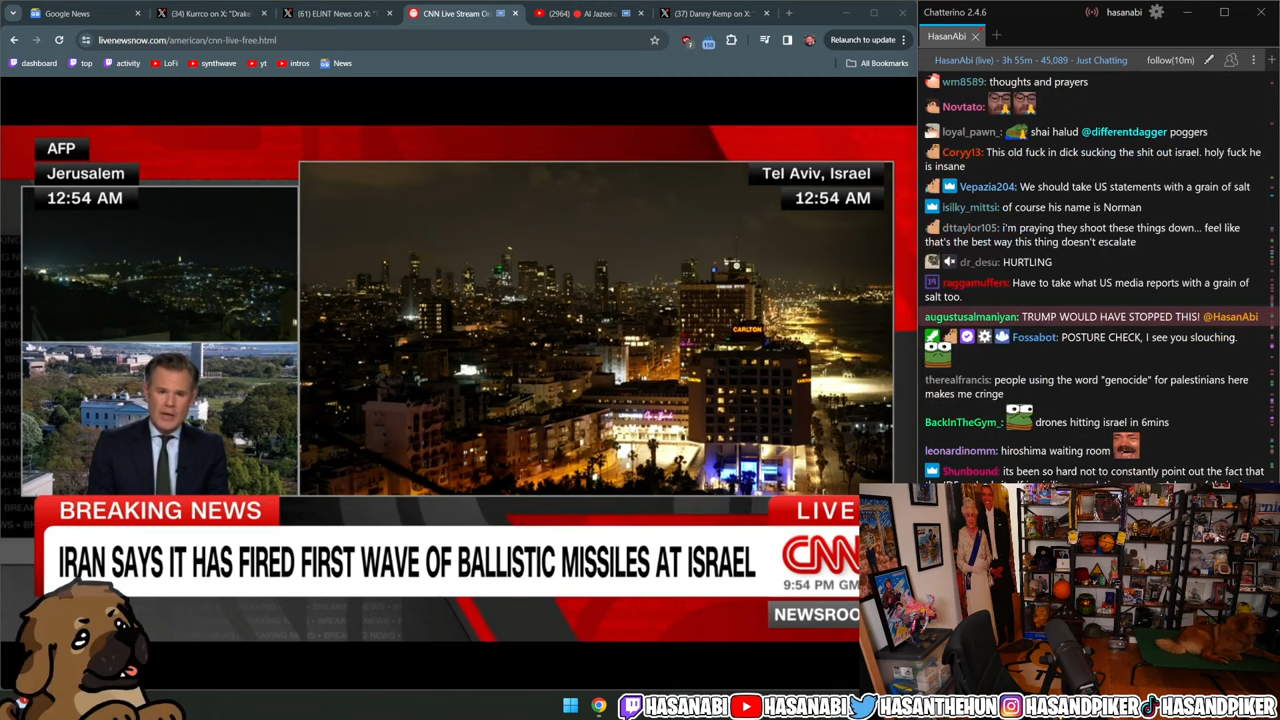 Google News
(34) Kurrco on X: "Drake
(61) ELINT News on X: "
CNN Live Stream On
(2964) Al Jazeera
(37) Danny Kemp on X
livenewsnow.com/american/cnn-live-free.html
7
150
Relaunch to update
dashboard
top
activity
LoFi
synthwave
yt
intros
News
All Bookmarks
AFP
Jerusalem
12:54 AM
Tel Aviv, Israel
12:54 AM
CARLTON
BREAKING NEWS
LIVE
IRAN SAYS IT HAS FIRED FIRST WAVE OF BALLISTIC MISSILES AT ISRAEL
CNN
9:54 PM GM
NEWSROO
Chatterino 2.4.6
hasanabi
HasanAbi
HasanAbi (live) - 3h 55m - 45,089 - Just Chatting
follow(10m)
wm8589: thoughts and prayers
Novtato:
loyal_pawn_: shai halud @differentdagger poggers
Coryy13: This old fuck in dick sucking the shit out israel. holy fuck he
is insane
Vepazia204: We should take US statements with a grain of salt
isilky_mittsi: of course his name is Norman
dttaylor105: i'm praying they shoot these things down... feel like
that's the best way this thing doesn't escalate
dr_desu: HURTLING
raggamuffers: Have to take what US media reports with a grain of
salt too.
augustusalmaniyan: TRUMP WOULD HAVE STOPPED THIS! @HasanAbi
Fossabot: POSTURE CHECK, I see you slouching.
therealfrancis: people using the word "genocide" for palestinians here
makes me cringe
BackInTheGym_: drones hitting israel in 6mins
leonardinomm: hiroshima waiting room
Shunbound: its been so hard not to constantly point out the fact that
HASANABI
HASANABI
HASANTHEHUN
HASANDPIKER
HASANDPIKER